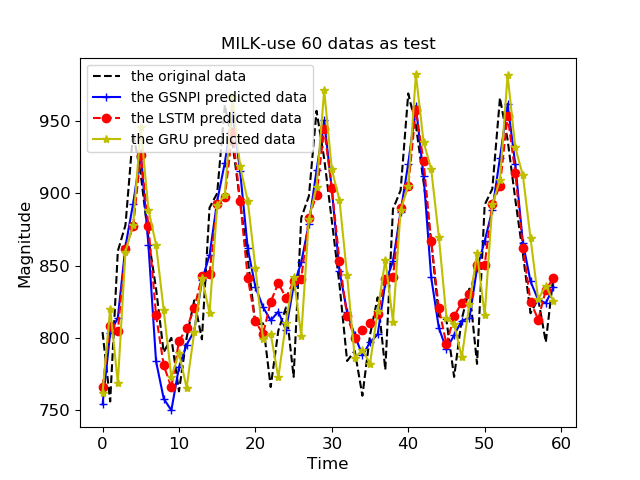 MILK-use 60 datas as test
the original data
the GSNPI predicted data
the LSTM predicted data
the GRU predicted data
Magnitude
950
900
850
800
750
0 10 20 30 40 50 60
Time